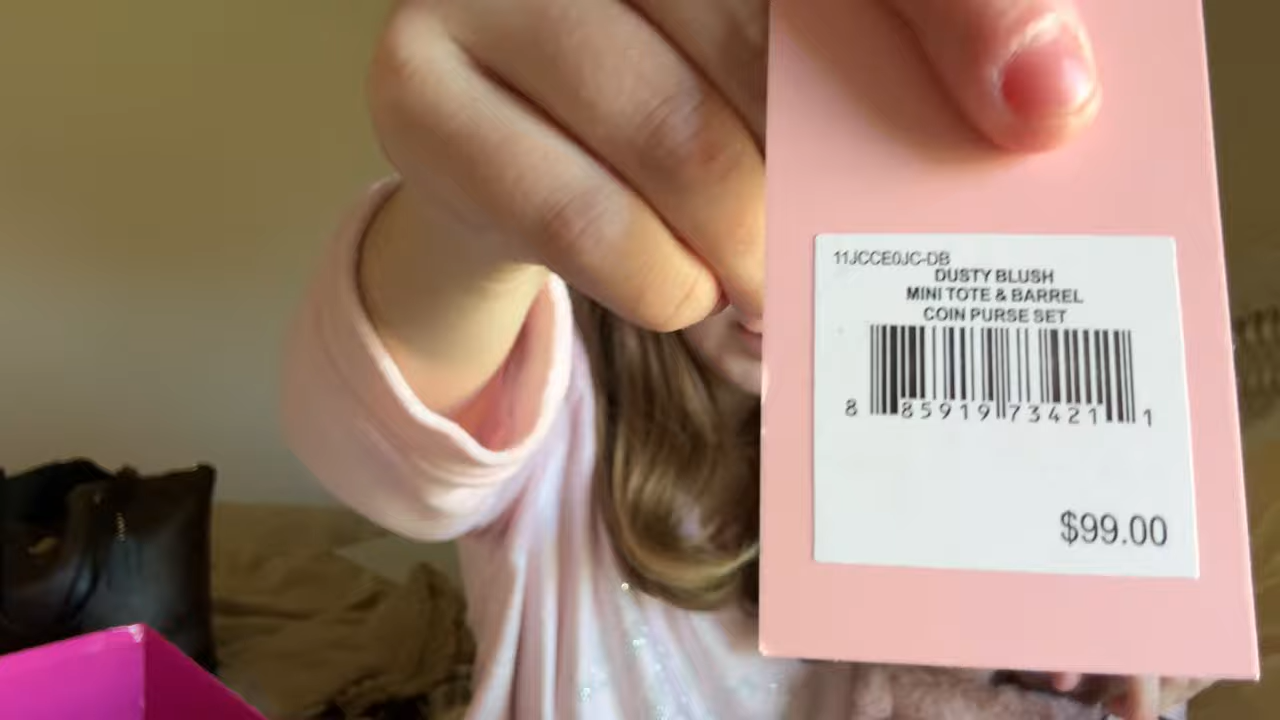 11JCCE0JC-DB
DUSTY BLUSH
MINI TOTE & BARREL
COIN PURSE SET
8 85919 73421 1
$99.00